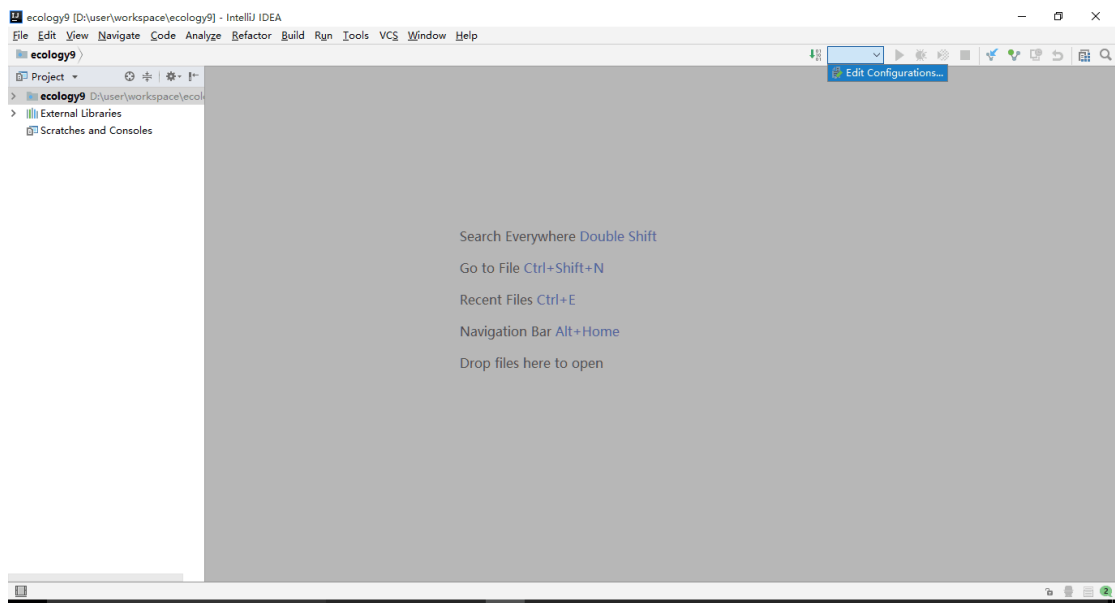 ecology9 [D:\user\workspace\ecology9] - IntelliJ IDEA
File Edit View Navigate Code Analyze Refactor Build Run Tools VCS Window Help
ecology9
Project
Edit Configurations...
ecology9 D:\user\workspace\ecol
External Libraries
Scratches and Consoles
Search Everywhere Double Shift
Go to File Ctrl+Shift+N
Recent Files Ctrl+E
Navigation Bar Alt+Home
Drop files here to open
2